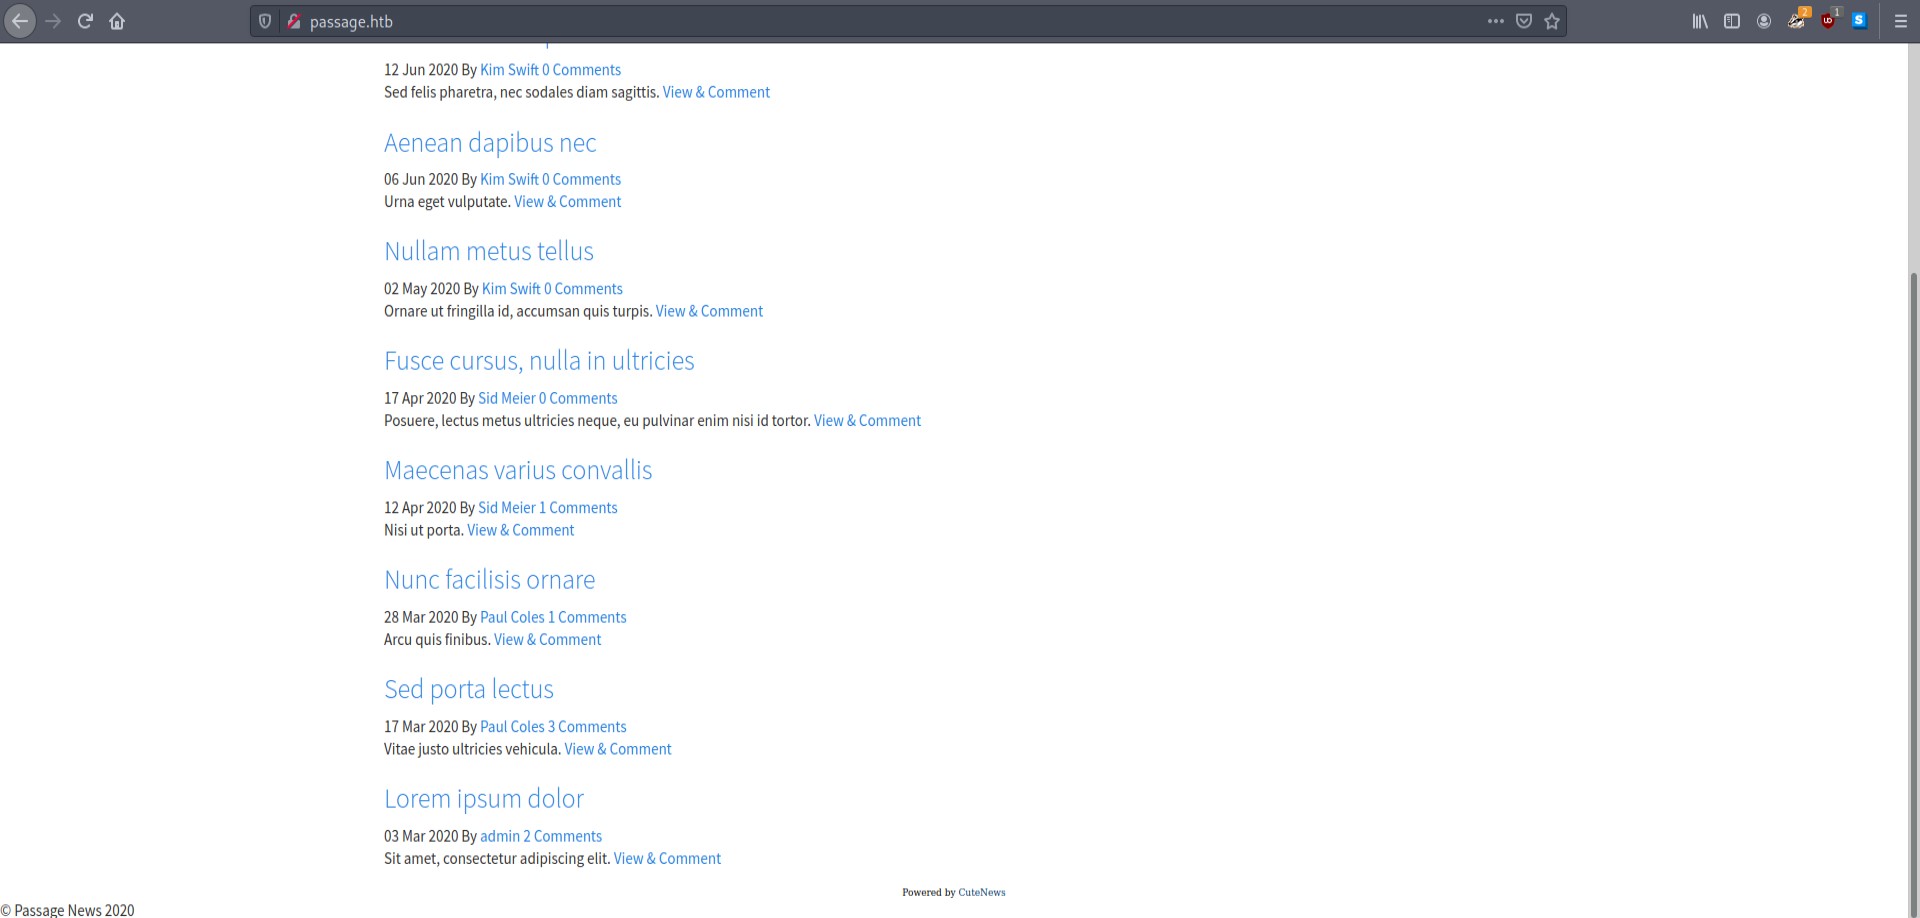 passage.htb
2
1
12 Jun 2020 By Kim Swift 0 Comments
Sed felis pharetra, nec sodales diam sagittis. View & Comment
Aenean dapibus nec
06 Jun 2020 By Kim Swift 0 Comments
Urna eget vulputate. View & Comment
Nullam metus tellus
02 May 2020 By Kim Swift 0 Comments
Ornare ut fringilla id, accumsan quis turpis. View & Comment
Fusce cursus, nulla in ultricies
17 Apr 2020 By Sid Meier 0 Comments
Posuere, lectus metus ultricies neque, eu pulvinar enim nisi id tortor. View & Comment
Maecenas varius convallis
12 Apr 2020 By Sid Meier 1 Comments
Nisi ut porta. View & Comment
Nunc facilisis ornare
28 Mar 2020 By Paul Coles 1 Comments
Arcu quis finibus. View & Comment
Sed porta lectus
17 Mar 2020 By Paul Coles 3 Comments
Vitae justo ultricies vehicula. View & Comment
Lorem ipsum dolor
03 Mar 2020 By admin 2 Comments
Sit amet, consectetur adipiscing elit. View & Comment
Powered by CuteNews
© Passage News 2020